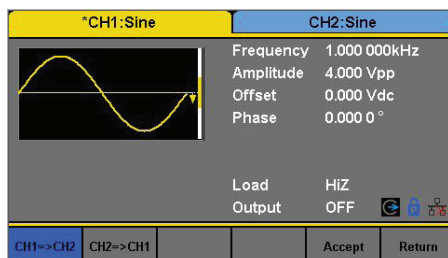 *CH1:Sine CH2:Sine
Frequency 1.000 000kHz
Amplitude 4.000 Vpp
Offset 0.000 Vdc
Phase 0.000 0 °
Load HiZ
Output OFF
CH1=>CH2 CH2=>CH1 Accept Return